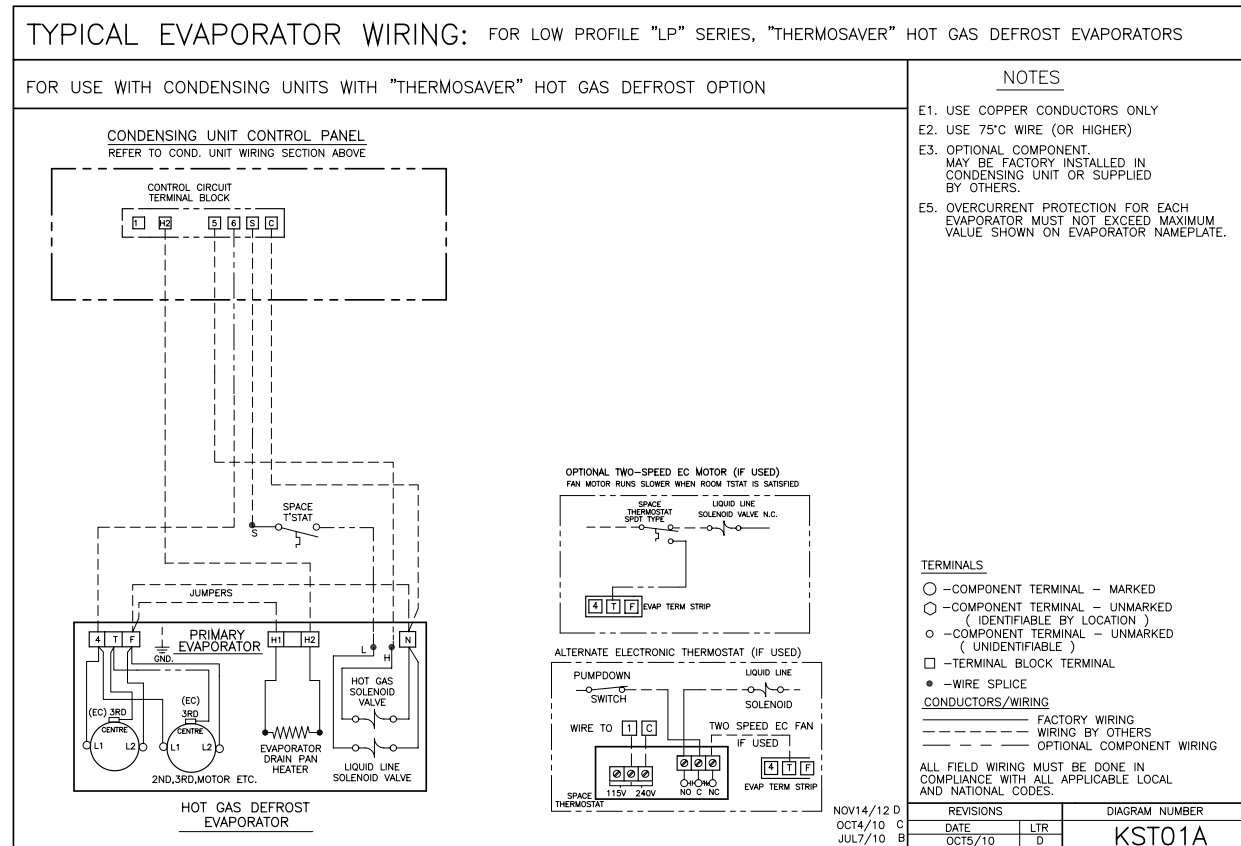 TYPICAL EVAPORATOR WIRING: FOR LOW PROFILE "LP" SERIES, "THERMOSAVER" HOT GAS DEFROST EVAPORATORS
FOR USE WITH CONDENSING UNITS WITH "THERMOSAVER" HOT GAS DEFROST OPTION
CONDENSING UNIT CONTROL PANEL
REFER TO COND. UNIT WIRING SECTION ABOVE
CONTROL CIRCUIT
TERMINAL BLOCK
1 H2 5 6 S C
SPACE
T'STAT
S
JUMPERS
4 T F
GND.
PRIMARY
EVAPORATOR
H1 H2
L
H
N
HOT GAS
SOLENOID
VALVE
(EC) 3RD
CENTRE
L1 L2
(EC)
3RD
CENTRE
L1 L2
2ND,3RD,MOTOR ETC.
EVAPORATOR
DRAIN PAN
HEATER
LIQUID LINE
SOLENOID VALVE
HOT GAS DEFROST
EVAPORATOR
OPTIONAL TWO-SPEED EC MOTOR (IF USED)
FAN MOTOR RUNS SLOWER WHEN ROOM TSTAT IS SATISFIED
SPACE
THERMOSTAT
SPDT TYPE
LIQUID LINE
SOLENOID VALVE N.C.
4 T F EVAP TERM STRIP
ALTERNATE ELECTRONIC THERMOSTAT (IF USED)
PUMPDOWN
SWITCH
LIQUID LINE
SOLENOID
WIRE TO 1 C
TWO SPEED EC FAN
IF USED
4 T F
EVAP TERM STRIP
115V 240V
NO C NC
SPACE
THERMOSTAT
NOTES
E1. USE COPPER CONDUCTORS ONLY
E2. USE 75°C WIRE (OR HIGHER)
E3. OPTIONAL COMPONENT.
MAY BE FACTORY INSTALLED IN
CONDENSING UNIT OR SUPPLIED
BY OTHERS.
E5. OVERCURRENT PROTECTION FOR EACH
EVAPORATOR MUST NOT EXCEED MAXIMUM
VALUE SHOWN ON EVAPORATOR NAMEPLATE.
TERMINALS
-COMPONENT TERMINAL - MARKED
-COMPONENT TERMINAL - UNMARKED
( IDENTIFIABLE BY LOCATION )
-COMPONENT TERMINAL - UNMARKED
( UNIDENTIFIABLE )
-TERMINAL BLOCK TERMINAL
-WIRE SPLICE
CONDUCTORS/WIRING
FACTORY WIRING
WIRING BY OTHERS
OPTIONAL COMPONENT WIRING
ALL FIELD WIRING MUST BE DONE IN
COMPLIANCE WITH ALL APPLICABLE LOCAL
AND NATIONAL CODES.
NOV14/12 D
OCT4/10 C
JUL7/10 B
REVISIONS
DATE LTR
OCT5/10 D
DIAGRAM NUMBER
KST01A